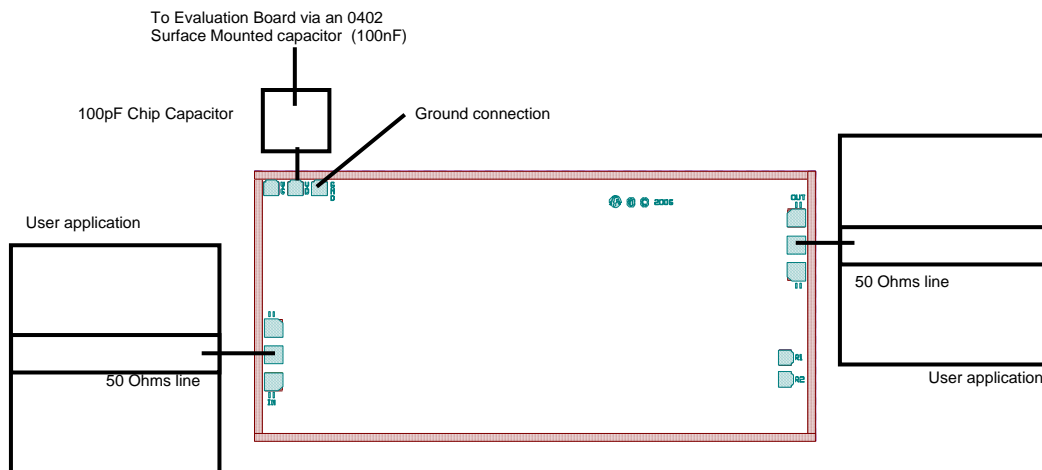 To Evaluation Board via an 0402
Surface Mounted capacitor (100nF)
100pF Chip Capacitor
Ground connection
GND
2006
OUT
User application
50 Ohms line
50 Ohms line
R1
R2
User application
IN